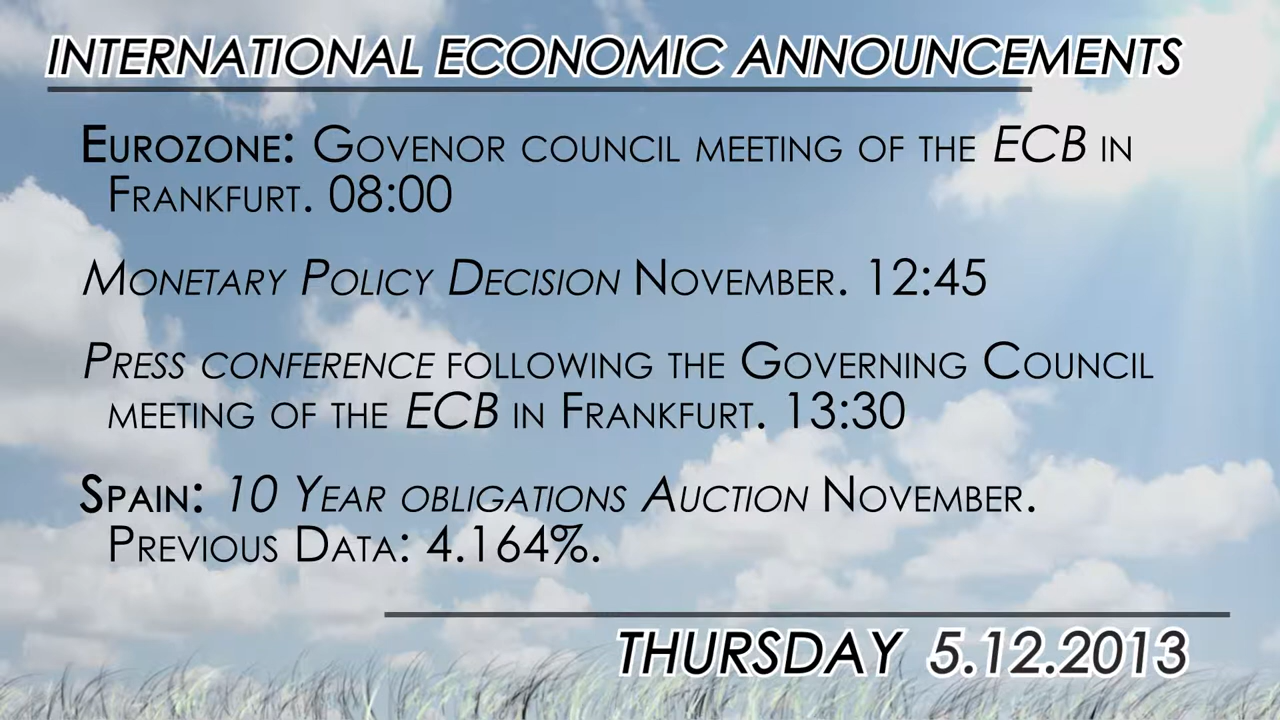 INTERNATIONAL ECONOMIC ANNOUNCEMENTS
EUROZONE: GOVENOR COUNCIL MEETING OF THE ECB IN
FRANKFURT. 08:00
MONETARY POLICY DECISION NOVEMBER. 12:45
PRESS CONFERENCE FOLLOWING THE GOVERNING COUNCIL
MEETING OF THE ECB IN FRANKFURT. 13:30
SPAIN: 10 YEAR OBLIGATIONS AUCTION NOVEMBER.
PREVIOUS DATA: 4.164%.
THURSDAY 5.12.2013